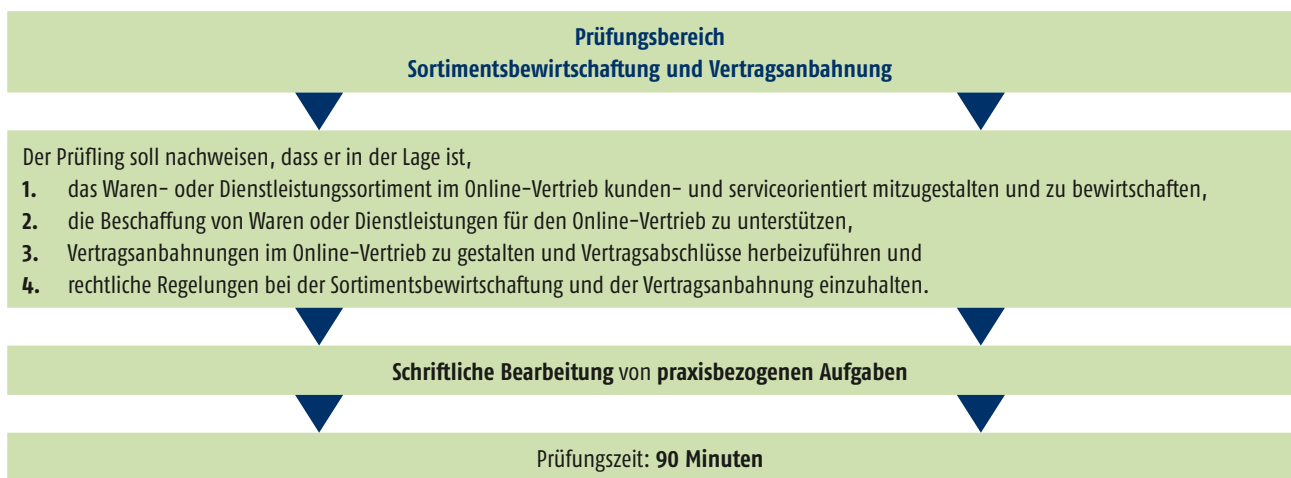 Prüfungsbereich
Sortimentsbewirtschaftung und Vertragsanbahnung
Der Prüfling soll nachweisen, dass er in der Lage ist,
1. das Waren- oder Dienstleistungssortiment im Online-Vertrieb kunden- und serviceorientiert mitzugestalten und zu bewirtschaften,
2. die Beschaffung von Waren oder Dienstleistungen für den Online-Vertrieb zu unterstützen,
3. Vertragsanbahnungen im Online-Vertrieb zu gestalten und Vertragsabschlüsse herbeizuführen und
4. rechtliche Regelungen bei der Sortimentsbewirtschaftung und der Vertragsanbahnung einzuhalten.
Schriftliche Bearbeitung von praxisbezogenen Aufgaben
Prüfungszeit: 90 Minuten